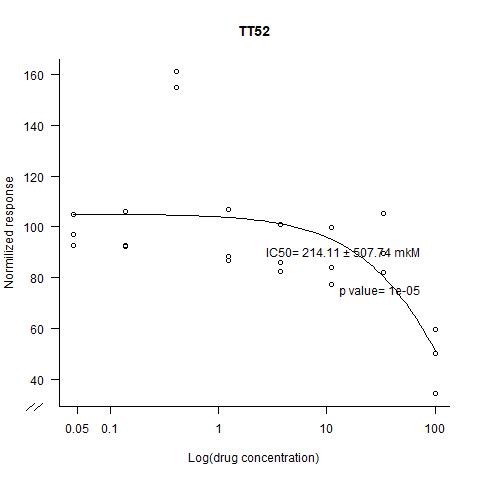 TT52
160
140
120
100
80
60
40
Normilized response
IC50= 214.11 ± 507.74 mkM
p value= 1e-05
0.05 0.1 1 10 100
Log(drug concentration)